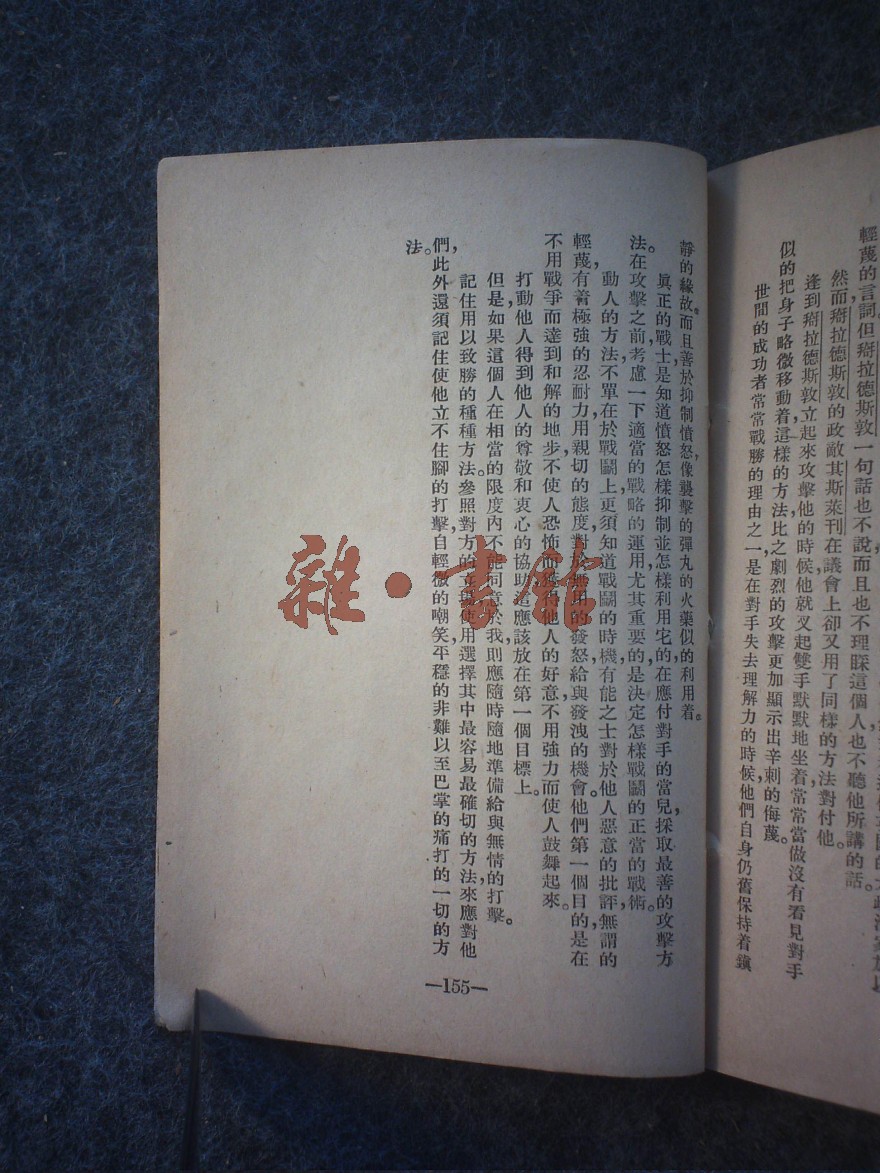 輕蔑的言詞。但辯拉德斯敦一句話也不說、而且也不理睬這個人、也不聽他所講的話。
然而辯拉德斯敦的政敵其斯萊刊、在議會上卻又用了同樣的方法對付他。
逢到辯拉德斯敦立起來攻擊他的時候、他就叉起雙手、默默地坐着、常常當做沒有看見對手
似的把身子略微移動着。這樣的方法比之劇烈的攻擊、更加顯示出辛刺的侮蔑。
世間的成功者常常戰勝的理由之一、是在對手失去理解力的時候、他們自身仍舊保持着鎮
靜的緣故。而且善於抑制憤怒、像襲擊的彈丸的火藥似的利用着。
眞正的戰士、是知道憤怒怎樣抑制、並怎樣利用宅的。在應付對手的當兒、採取最善的攻擊方
法。在攻擊之前、考慮一下適當的戰略的運用、尤其重要的、是決定怎樣戰鬭的正當的戰術。
動人的方法、不單在於戰鬭上、更須知道戰鬭的時機。有能之士對於他人惡意的批評、無謂的
輕蔑、有着極強的忍耐力、用親切的態度對人無用的發怒給與發洩的機會。他們第一個目的、是在
不用戰爭而達到和解的地步、不使人恐怖而獲得他人的好意、不用強力而使人鼓舞起來。
打動他人、得到他人的尊敬和衷心的協助、這應該放在第一個目標上。
但是如果這個人在相當的限度內、不能同意於我、則應隨時隨地準備給與無情的打擊。
記住用以致勝的種種方法。參照對方的立場、使用選擇其中最容易最確切的方法、來應對他
們、此外還須記住使他立不住腳的打擊、自輕微的嘲笑、平穩的非難、以至巴掌的痛打的一切的方
法。
—155—
雜·書館